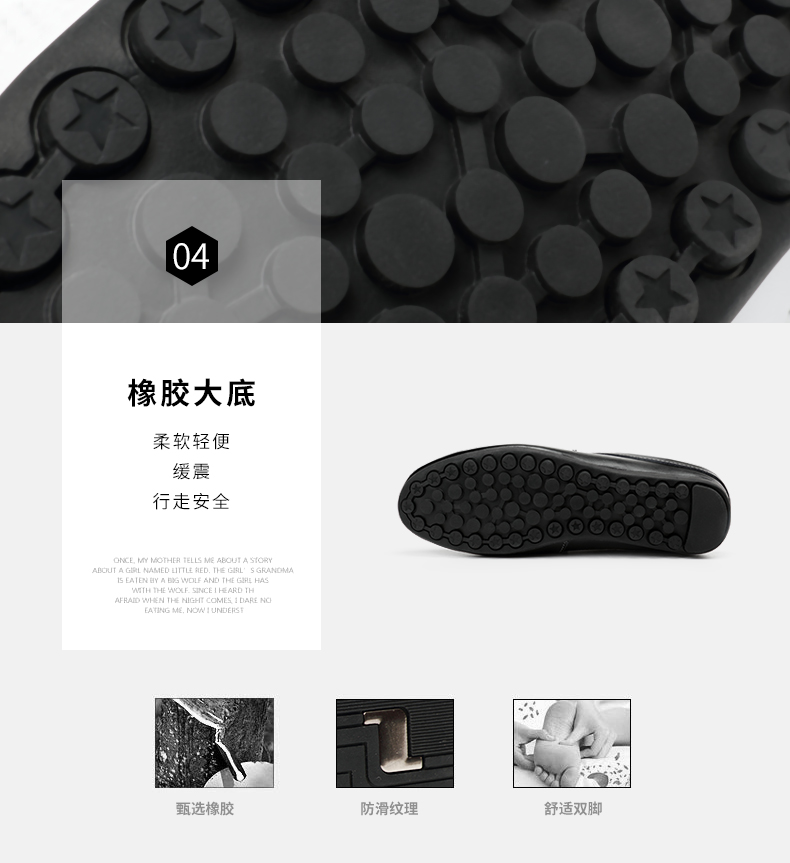 04
橡胶大底
柔软轻便
缓震
行走安全
ONCE, MY MOTHER TELLS ME ABOUT A STORY
ABOUT A GIRL NAMED LITTLE RED. THE GIRL' S GRANDMA
IS EATEN BY A BIG WOLF AND THE GIRL HAS
WITH THE WOLF. SINCE I HEARD TH
AFRAID WHEN THE NIGHT COMES, I DARE NO
EATING ME. NOW I UNDERST
甄选橡胶
防滑纹理
舒适双脚